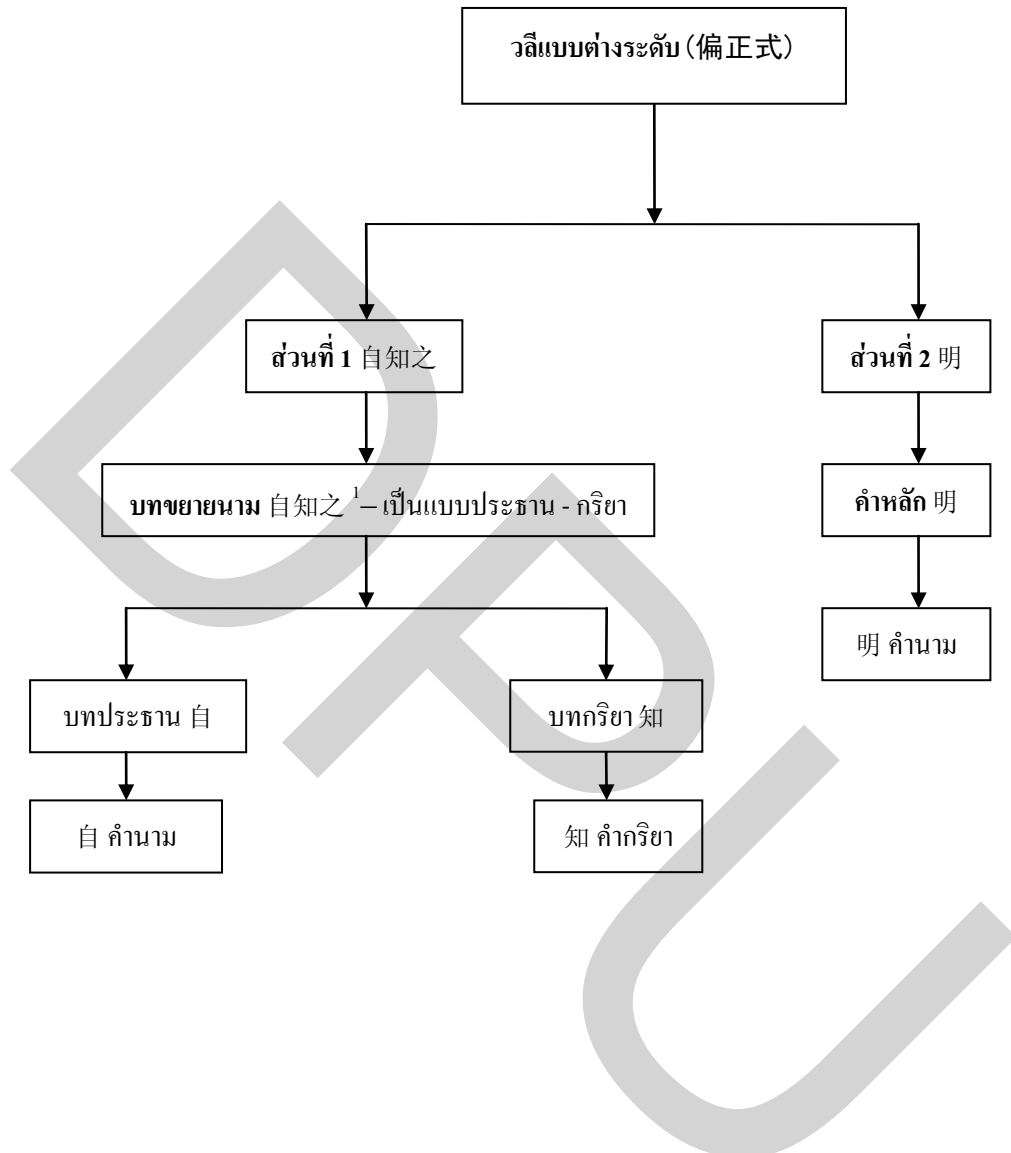 วลีแบบต่างระดับ (偏正式)
ส่วนที่ 1 自知之
ส่วนที่ 2 明
บทขยายนาม 自知之 ¹– เป็นแบบประธาน - กริยา
คำหลัก 明
明 คำนาม
บทประธาน 自
บทกริยา 知
自 คำนาม
知 คำกริยา
DPU